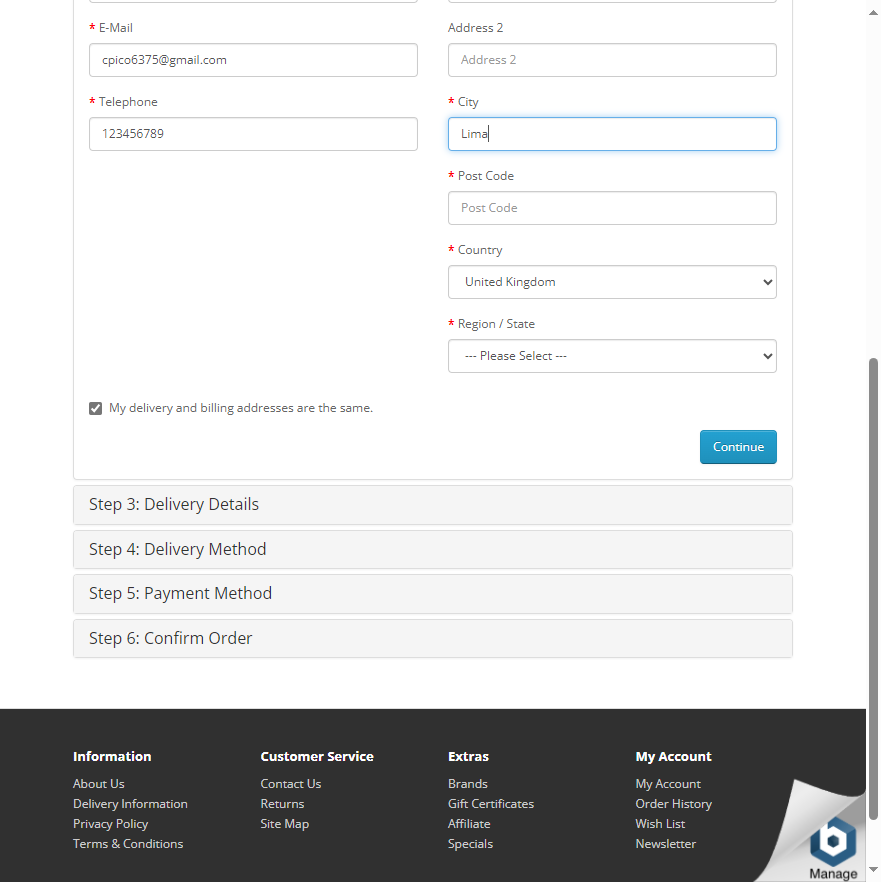 * E-Mail
cpico6375@gmail.com
* Telephone
123456789
Address 2
Address 2
* City
Lima
* Post Code
Post Code
* Country
United Kingdom
* Region / State
--- Please Select ---
My delivery and billing addresses are the same.
Continue
Step 3: Delivery Details
Step 4: Delivery Method
Step 5: Payment Method
Step 6: Confirm Order
Information
About Us
Delivery Information
Privacy Policy
Terms & Conditions
Customer Service
Contact Us
Returns
Site Map
Extras
Brands
Gift Certificates
Affiliate
Specials
My Account
My Account
Order History
Wish List
Newsletter
b
Manage